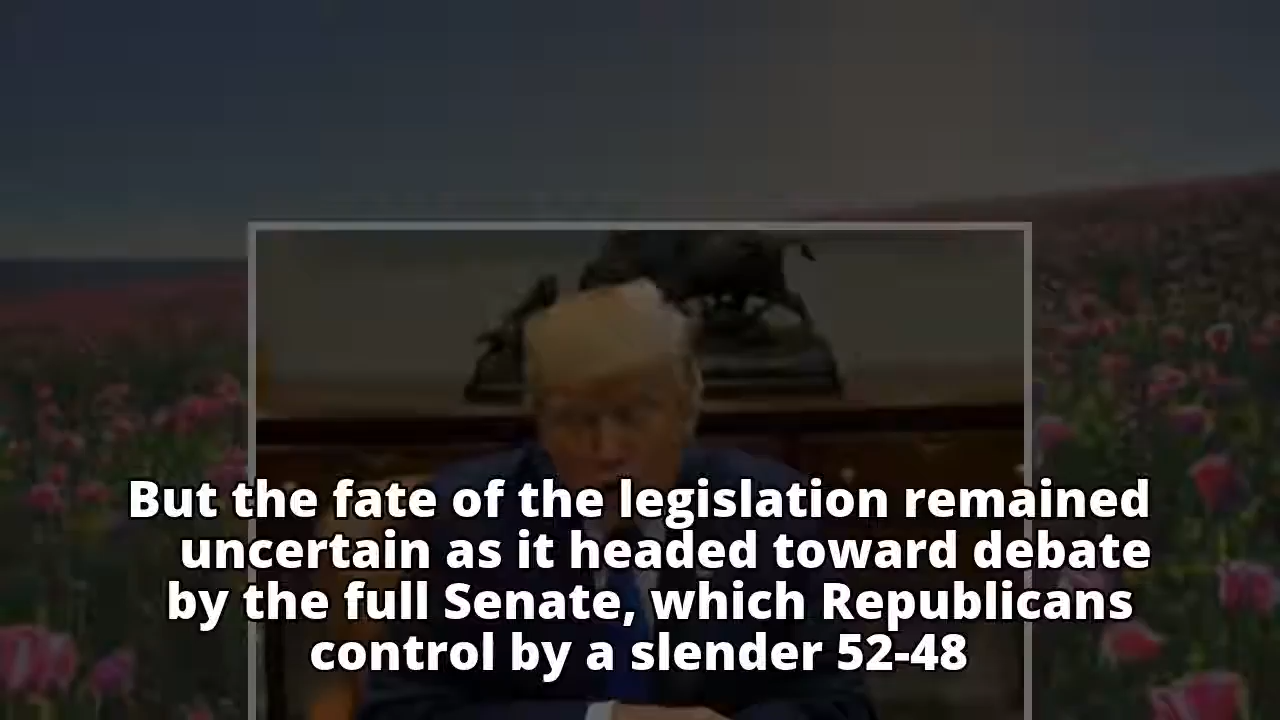 But the fate of the legislation remained
uncertain as it headed toward debate
by the full Senate, which Republicans
control by a slender 52-48